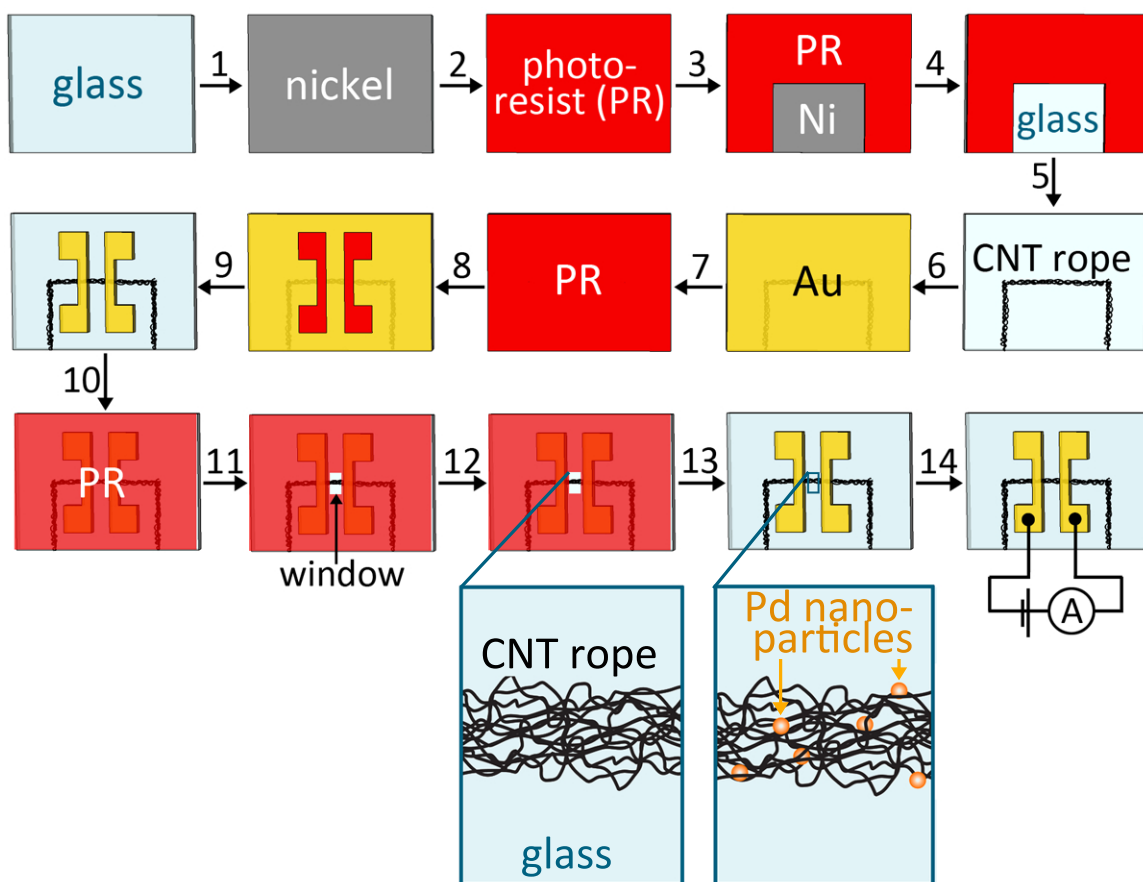 glass
1
nickel
2
photo-
resist (PR)
3
PR
Ni
4
glass
5
9
8
PR
7
Au
6
CNT rope
10
PR
11
window
12
13
14
A
CNT rope
glass
Pd nano-
particles